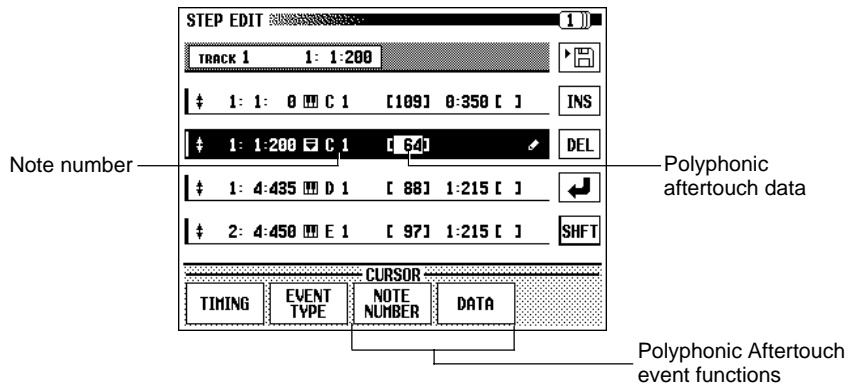 STEP EDIT 1
TRACK 1 1: 1:200
1: 1: 0 C 1 [109] 0:350 [ ] INS
1: 1:200 C 1 [ 64] DEL
Note number
Polyphonic
aftertouch data
1: 4:435 D 1 [ 88] 1:215 [ ]
2: 4:450 E 1 [ 97] 1:215 [ ] SHFT
CURSOR
TIMING EVENT TYPE NOTE NUMBER DATA
Polyphonic Aftertouch
event functions